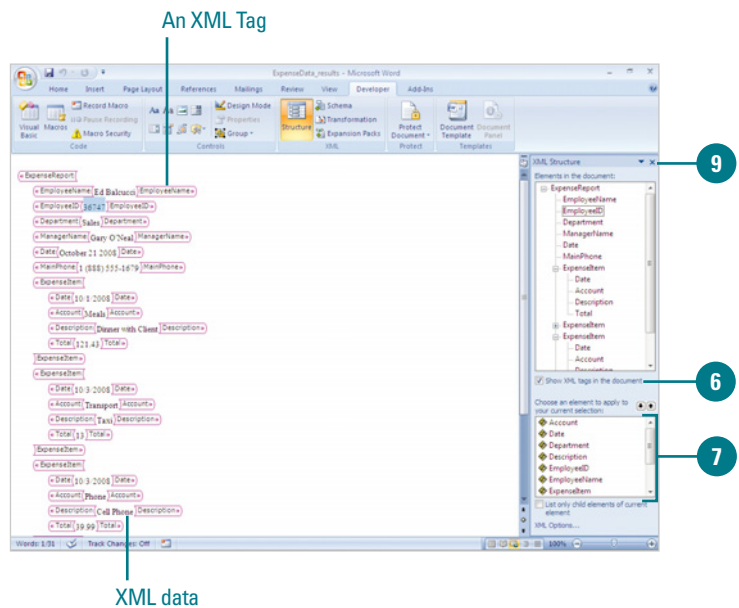 An XML Tag
ExpenseData_results - Microsoft Word
Home Insert Page Layout References Mailings Review View Developer Add-Ins
Visual Basic
Macros
Record Macro
Pause Recording
Macro Security
Code
Aa Aa
Design Mode
Properties
Group
Controls
Structure
Schema
Transformation
Expansion Packs
XML
Protect Document
Protect
Document Template
Document Panel
Templates
ExpenseReport
EmployeeName Ed Balcucci EmployeeName
EmployeeID 56747 EmployeeID
Department Sales Department
ManagerName Gary O'Neal ManagerName
Date October 21 2008 Date
MainPhone 1 (888) 555-1679 MainPhone
ExpenseItem
Date 10-1-2008 Date
Account Meals Account
Description Dinner with Client Description
Total 121.43 Total
ExpenseItem
ExpenseItem
Date 10-3-2008 Date
Account Transport Account
Description Taxi Description
Total 13 Total
ExpenseItem
ExpenseItem
Date 10-3-2008 Date
Account Phone Account
Description Cell Phone Description
Total 39.99 Total
XML Structure
9
Elements in the document:
ExpenseReport
EmployeeName
EmployeeID
Department
ManagerName
Date
MainPhone
ExpenseItem
Date
Account
Description
Total
ExpenseItem
ExpenseItem
Date
Account
Description
Show XML tags in the document
6
Choose an element to apply to
your current selection:
Account
Date
Department
Description
EmployeeID
EmployeeName
ExpenseItem
7
List only child elements of current
element
XML Options...
Words: 1/31 Track Changes: Off 100%
XML data